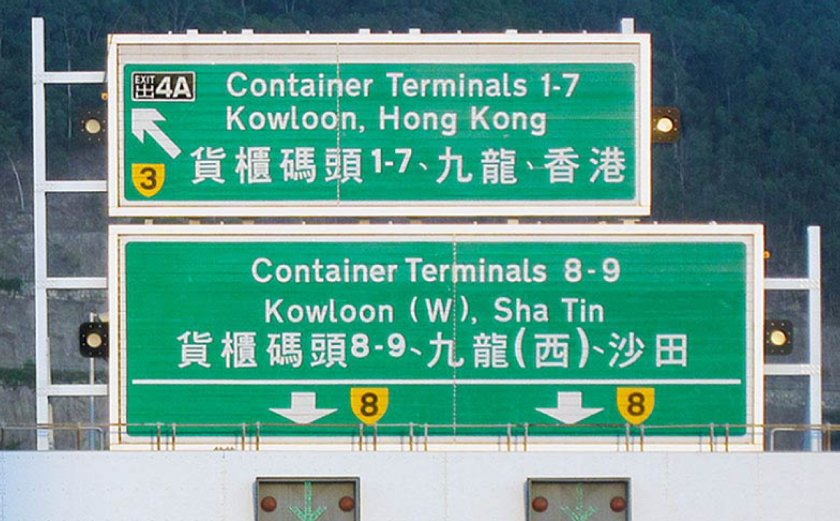 EXIT 出 4A
Container Terminals 1-7
Kowloon, Hong Kong
3
貨櫃碼頭1-7、九龍、香港
Container Terminals 8-9
Kowloon (W), Sha Tin
貨櫃碼頭8-9、九龍(西)、沙田
8 8